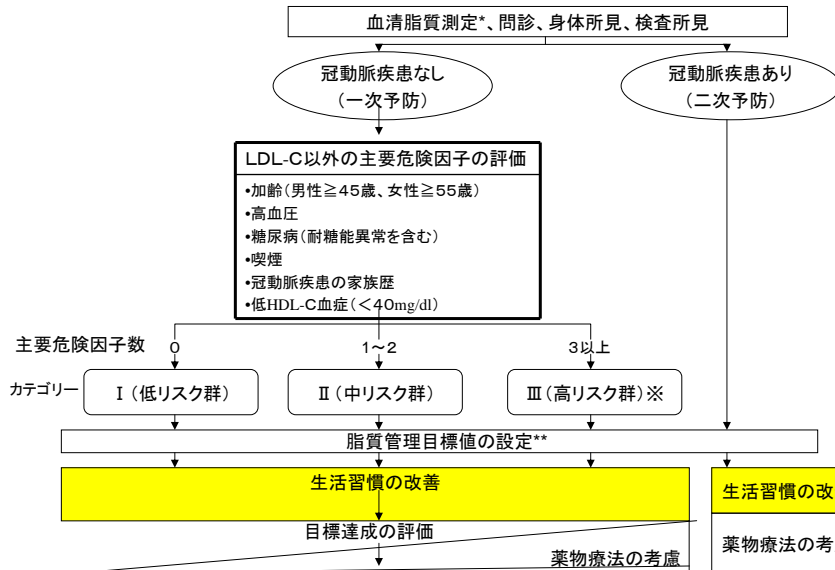 血清脂質測定*、問診、身体所見、検査所見
冠動脈疾患なし
(一次予防)
冠動脈疾患あり
(二次予防)
LDL-C以外の主要危険因子の評価
•加齢(男性≧45歳、女性≧55歳)
•高血圧
•糖尿病(耐糖能異常を含む)
•喫煙
•冠動脈疾患の家族歴
•低HDL-C血症(<40mg/dl)
主要危険因子数 0 1~2 3以上
カテゴリー Ⅰ(低リスク群) Ⅱ(中リスク群) Ⅲ(高リスク群)※
脂質管理目標値の設定**
生活習慣の改善 生活習慣の改
目標達成の評価
薬物療法の考慮 薬物療法の考